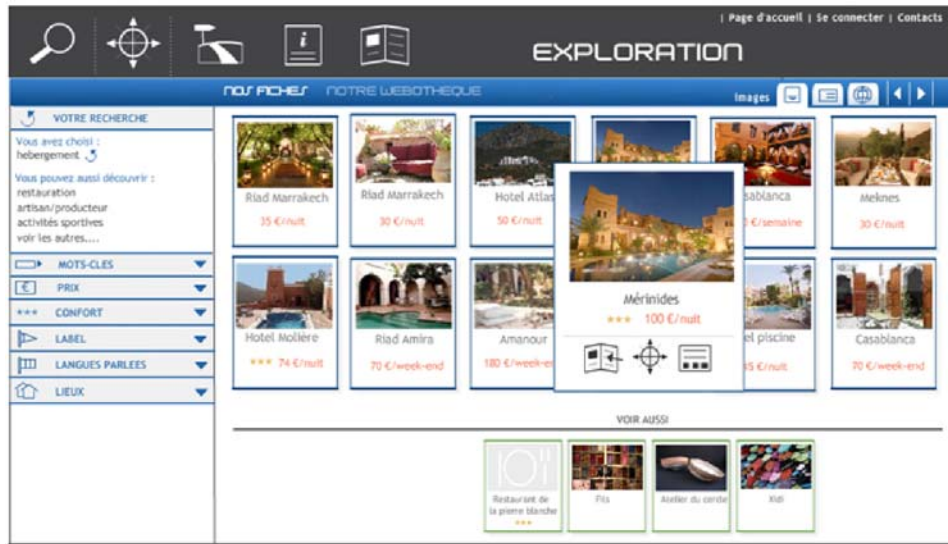 | Page d'accueil | Se connecter | Contacts
i
EXPLORATION
NOS FICHES NOTRE WEBOTHEQUE
Images
VOTRE RECHERCHE
Vous avez choisi :
hebergement
Vous pouvez aussi découvrir :
restauration
artisan/producteur
activités sportives
voir les autres....
MOTS-CLES
€ PRIX
*** CONFORT
LABEL
LANGUES PARLEES
LIEUX
Riad Marrakech
35 €/nuit
Riad Marrakech
30 €/nuit
Hotel Atlas
50 €/nuit
sablanca
€/semaine
Meknes
30 €/nuit
Mérinides
*** 100 €/nuit
Hotel Molière
*** 74 €/nuit
Riad Amira
70 €/week-end
Amanour
180 €/week-e
el piscine
5 €/nuit
Casablanca
70 €/week-end
VOIR AUSSI
Restaurant de
la pierre blanche
***
Fils
Atelier du cercle
Xidi